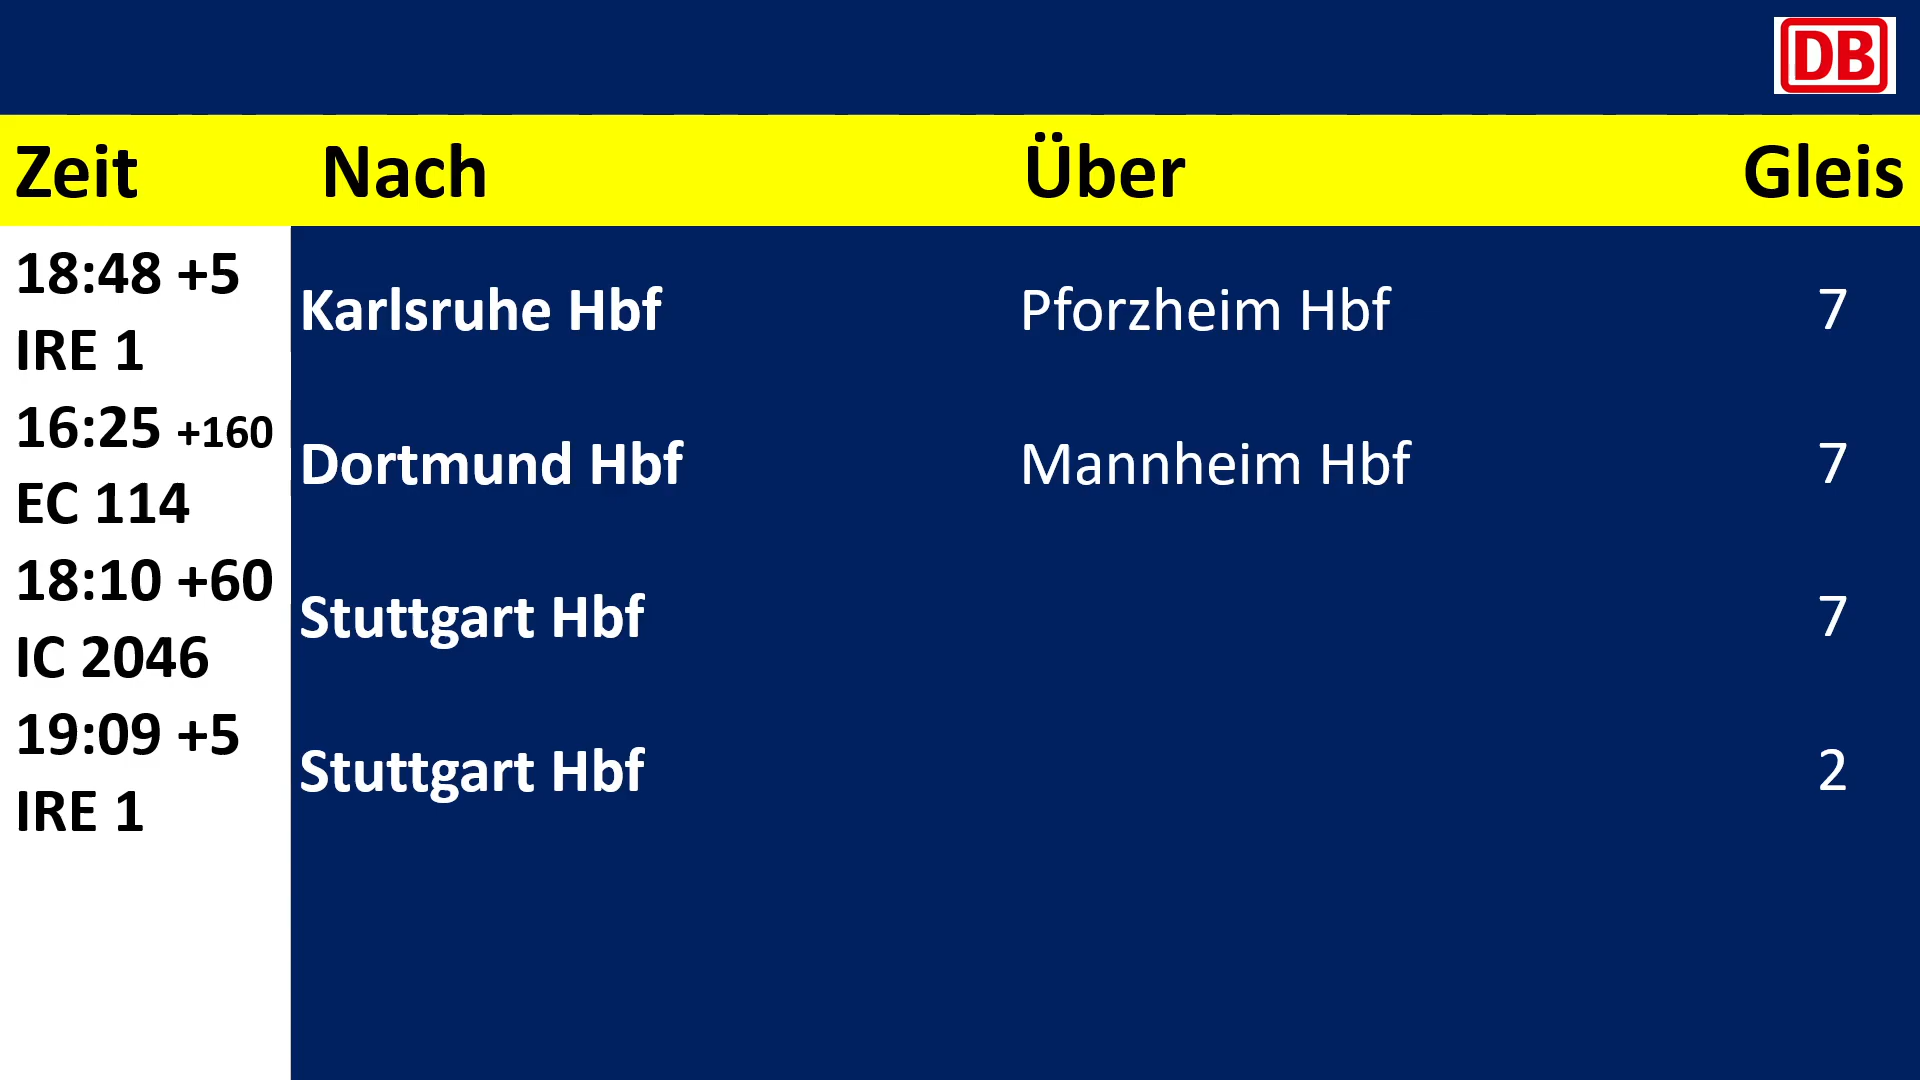 DB
Zeit Nach Über Gleis
18:48 +5
IRE 1
Karlsruhe Hbf Pforzheim Hbf 7
16:25 +160
EC 114
Dortmund Hbf Mannheim Hbf 7
18:10 +60
IC 2046
Stuttgart Hbf 7
19:09 +5
IRE 1
Stuttgart Hbf 2